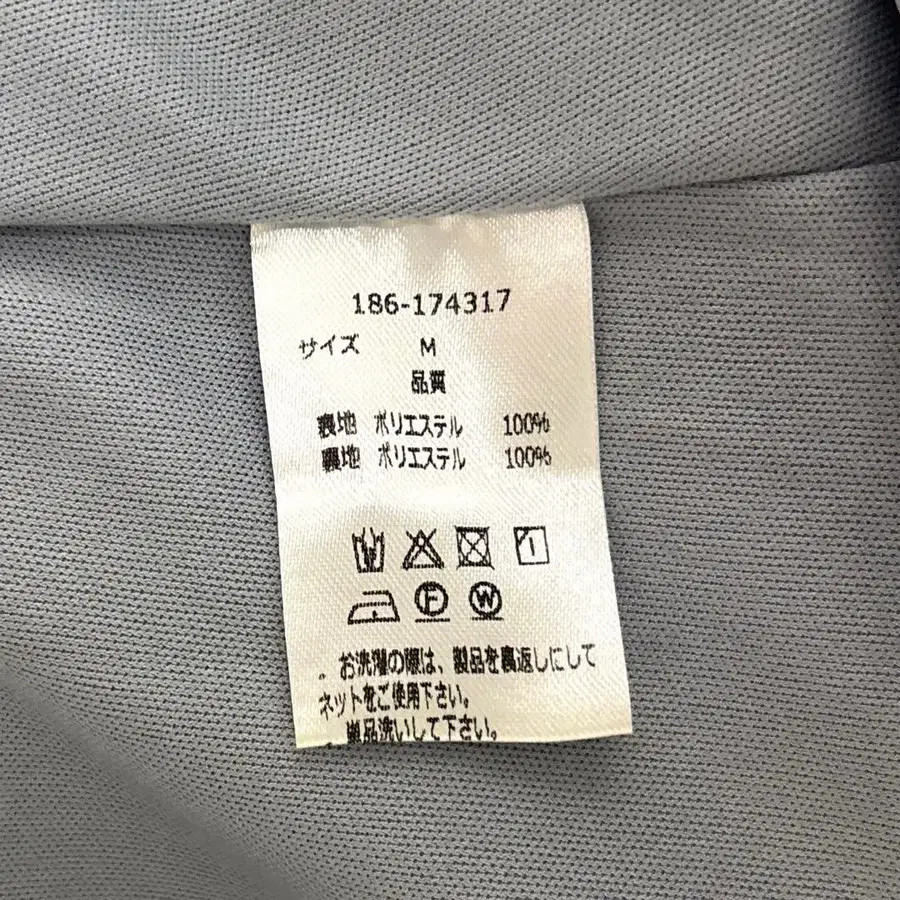 186-174317
サイズ M
品質
表地 ポリエステル 100%
裏地 ポリエステル 100%
F W
. お洗濯の際は、製品を裏返しにして
ネットをご使用下さい。
. 単品洗いして下さい。